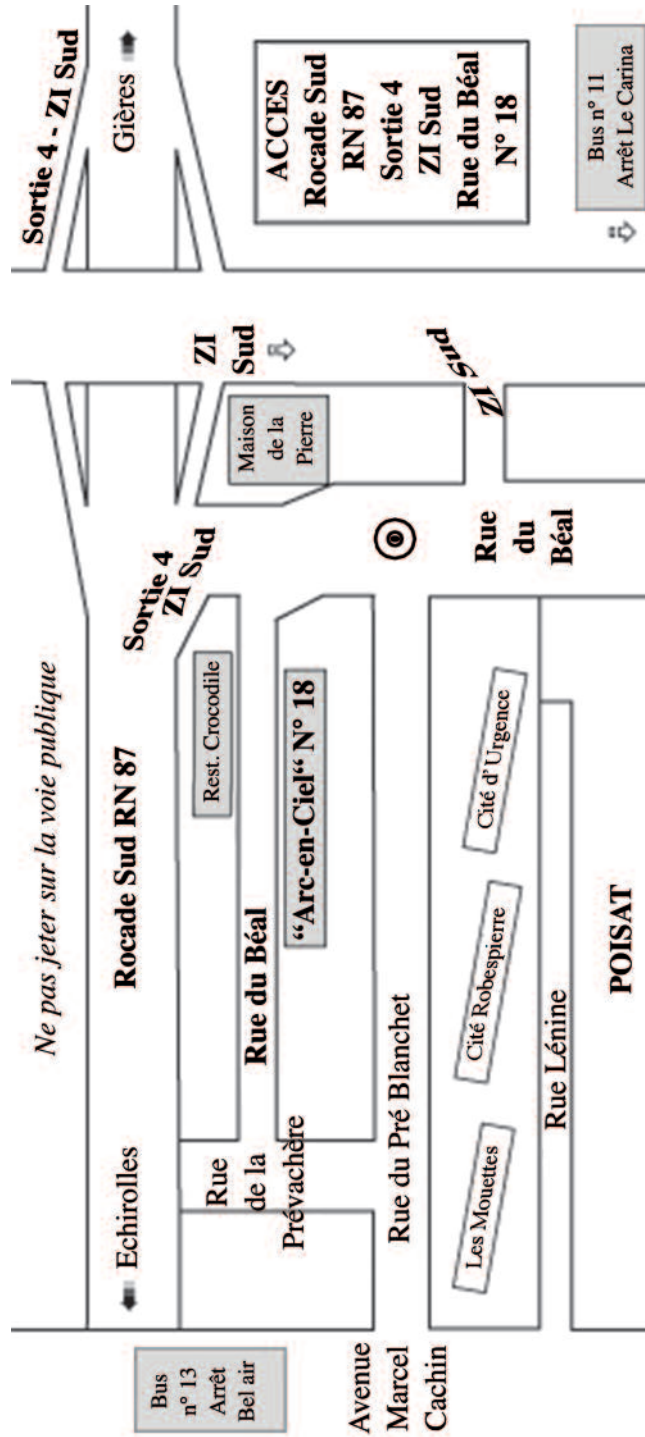 Ne pas jeter sur la voie publique
Sortie 4 - ZI Sud
Echirolles
Rocade Sud RN 87
Gières
Sortie 4
ZI Sud
ZI
Sud
Bus
n° 13
Arrêt
Bel air
Rue
de la
Prévachère
Rest. Crocodile
Rue du Béal
“Arc-en-Ciel“ N° 18
Maison
de la
Pierre
ACCES
Rocade Sud
RN 87
Sortie 4
ZI Sud
Rue du Béal
N° 18
Avenue
Marcel
Cachin
Rue du Pré Blanchet
Rue
du
Béal
ZI Sud
Les Mouettes
Cité Robespierre
Cité d'Urgence
Rue Lénine
POISAT
Bus n° 11
Arrêt Le Carina